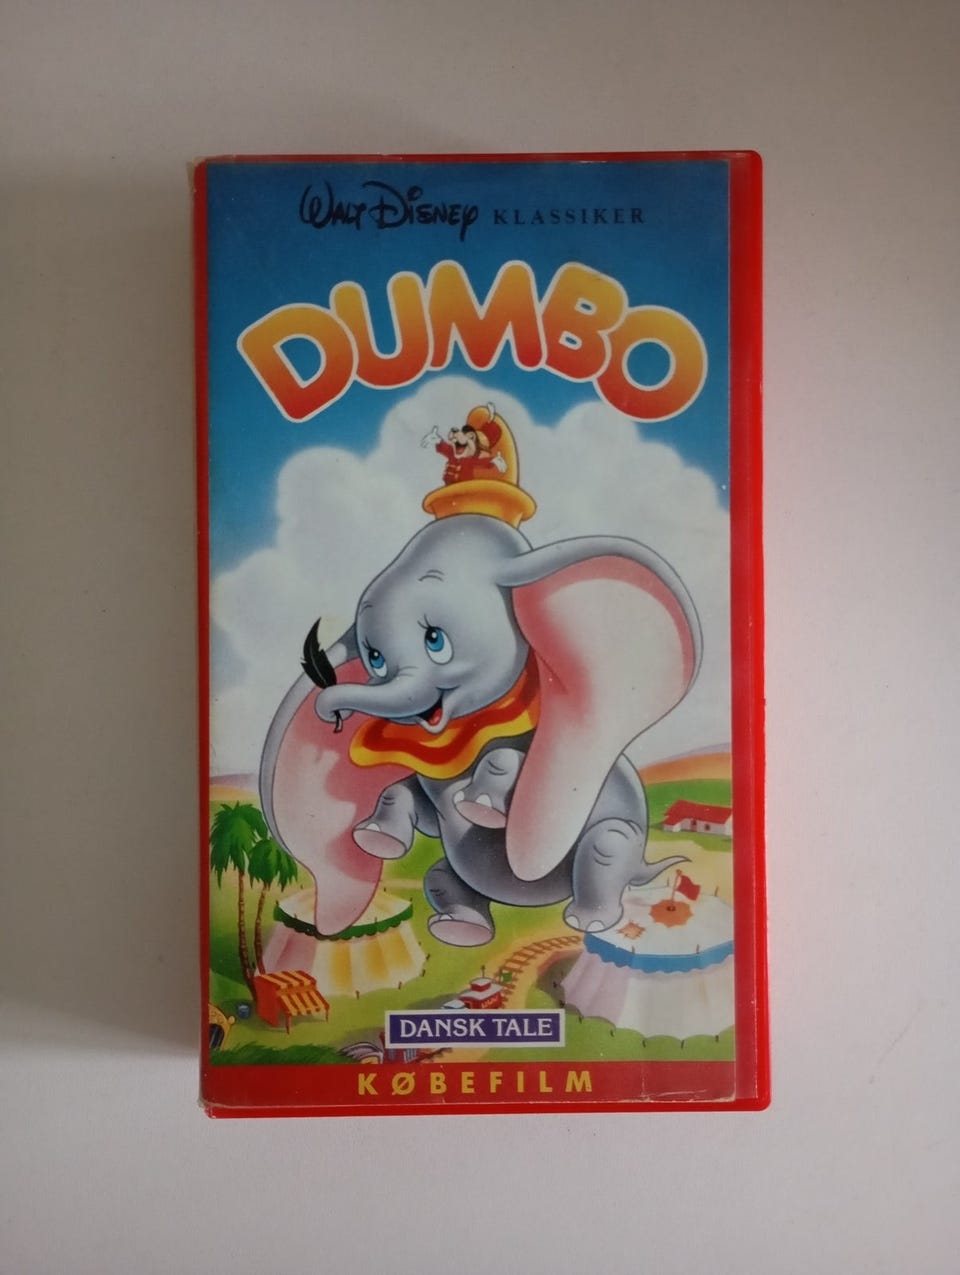 WALT DISNEY KLASSIKER
DUMBO
DANSK TALE
KØBEFILM